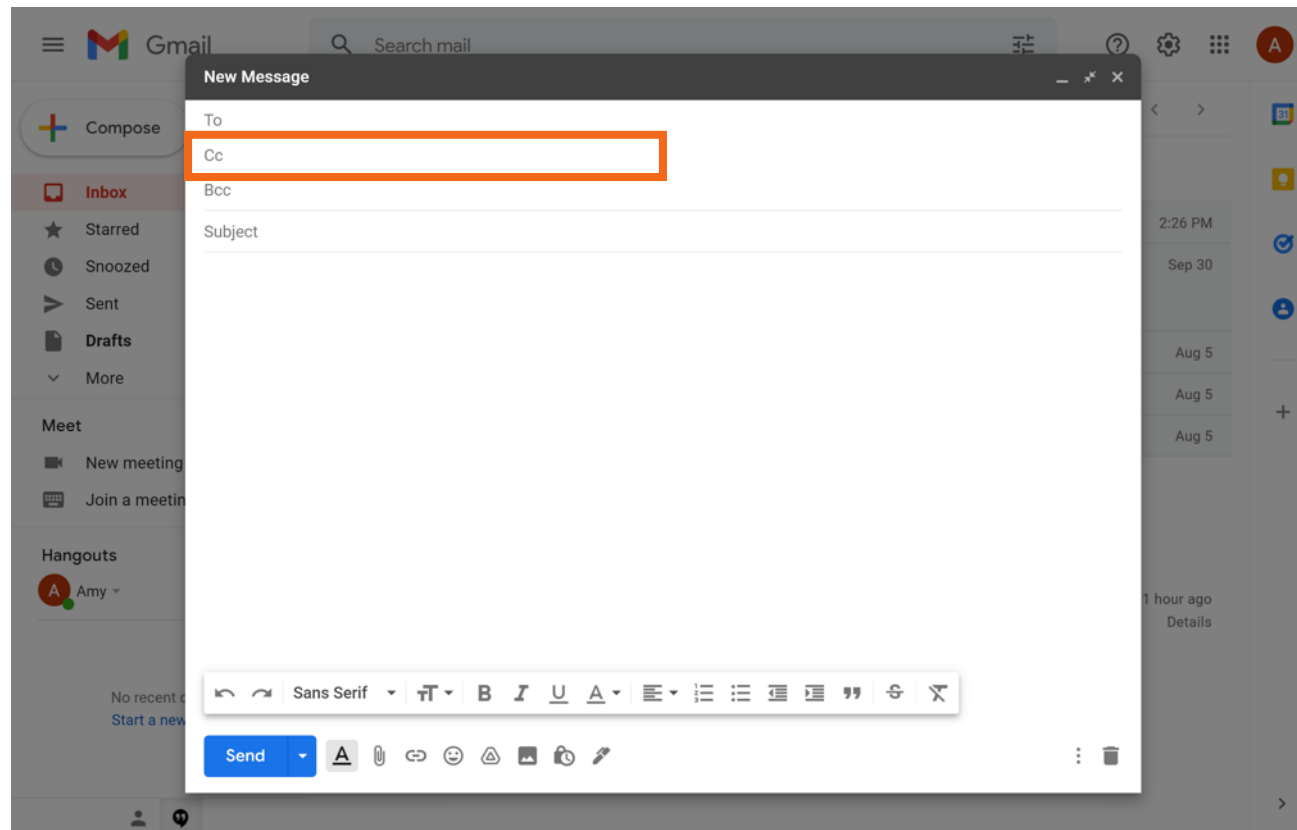 Gmail
Search mail
A
New Message
To
Cc
Bcc
Subject
Compose
Inbox
Starred
Snoozed
Sent
Drafts
More
Meet
New meeting
Join a meetin
Hangouts
A Amy
No recent c
Start a new
31
2:26 PM
Sep 30
Aug 5
Aug 5
Aug 5
1 hour ago
Details
Sans Serif
B I U A
Send A